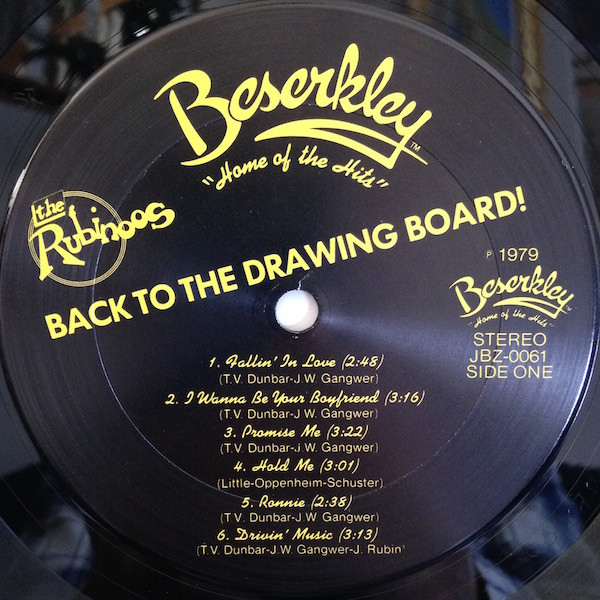 Beserkley™
"Home of the Hits"
the
Rubinoos
BACK TO THE DRAWING BOARD!
℗ 1979
Beserkley
"Home of the Hits"
STEREO
JBZ-0061
SIDE ONE
1. Fallin' In Love (2:48)
(T.V. Dunbar-J.W. Gangwer)
2. I Wanna Be Your Boyfriend (3:16)
(T.V. Dunbar-J.W. Gangwer)
3. Promise Me (3:22)
(T.V. Dunbar-J.W. Gangwer)
4. Hold Me (3:01)
(Little-Oppenheim-Schuster)
5. Ronnie (2:38)
(T.V. Dunbar-J.W. Gangwer)
6. Drivin' Music (3:13)
(T.V. Dunbar-J.W. Gangwer-J. Rubin)